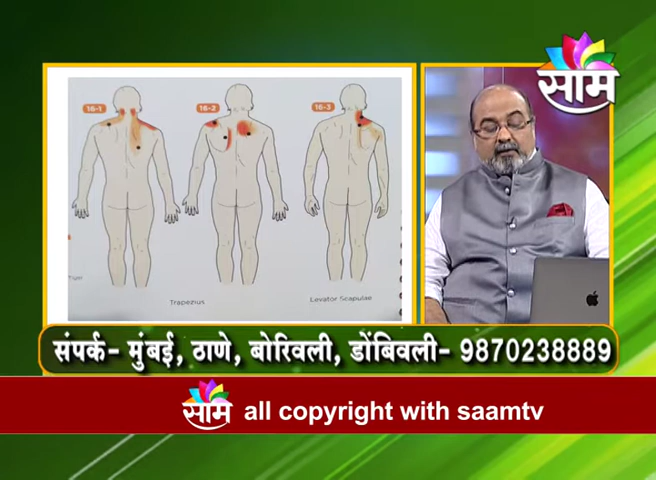 साम
16-1
16-2
16-3
Trapezius
Levator Scapulae
संपर्क- मुंबई, ठाणे, बोरिवली, डोंबिवली- 9870238889
साम all copyright with saamtv